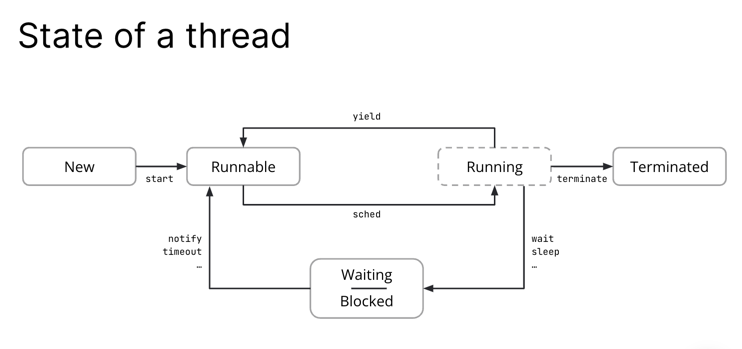 State of a thread
yield
New
Runnable
Running
Terminated
start
terminate
sched
notify
timeout
…
wait
sleep
…
Waiting
Blocked